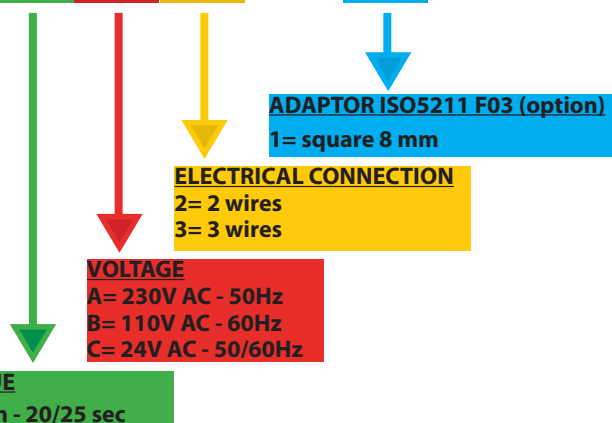 ADAPTOR ISO5211 F03 (option)
1= square 8 mm
ELECTRICAL CONNECTION
2= 2 wires
3= 3 wires
VOLTAGE
A= 230V AC - 50Hz
B= 110V AC - 60Hz
C= 24V AC - 50/60Hz
- 20/25 sec